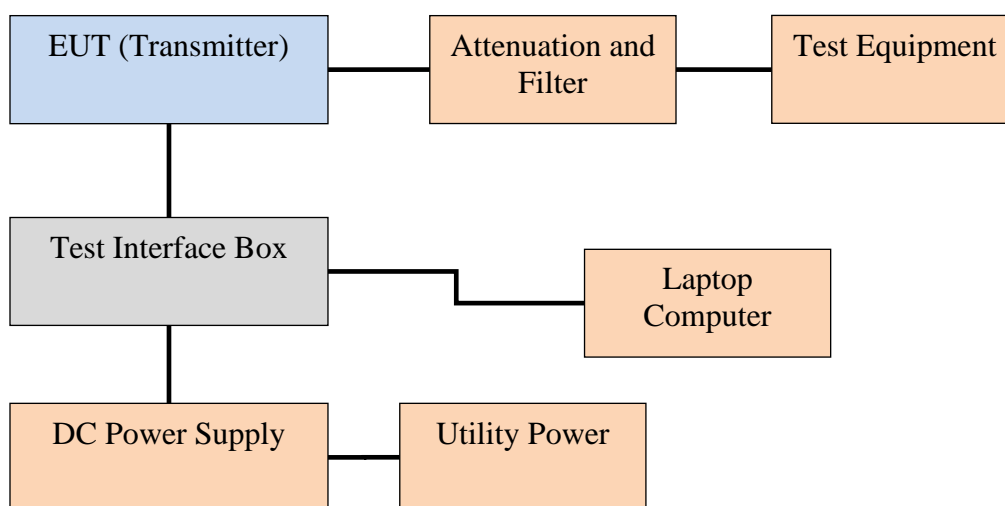 EUT (Transmitter)
Attenuation and
Filter
Test Equipment
Test Interface Box
Laptop
Computer
DC Power Supply
Utility Power